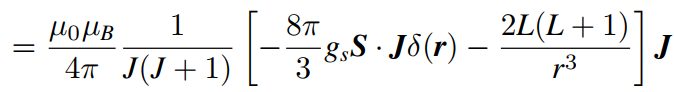 $= \frac{\mu_0 \mu_B}{4\pi} \frac{1}{J(J+1)} \left[ -\frac{8\pi}{3} g_s \boldsymbol{S} \cdot \boldsymbol{J} \delta(\boldsymbol{r}) - \frac{2L(L+1)}{r^3} \right] \boldsymbol{J}$